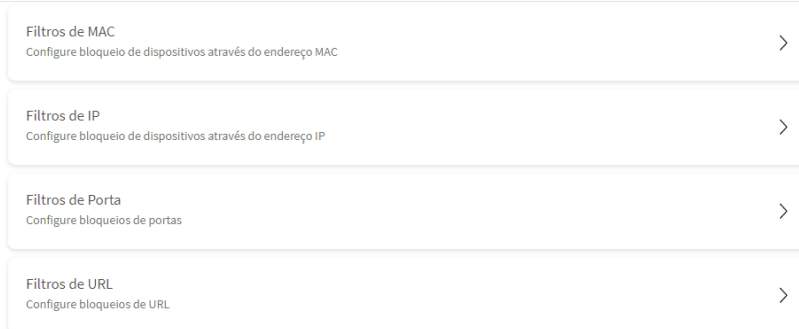 Filtros de MAC
Configure bloqueio de dispositivos através do endereço MAC
Filtros de IP
Configure bloqueio de dispositivos através do endereço IP
Filtros de Porta
Configure bloqueios de portas
Filtros de URL
Configure bloqueios de URL